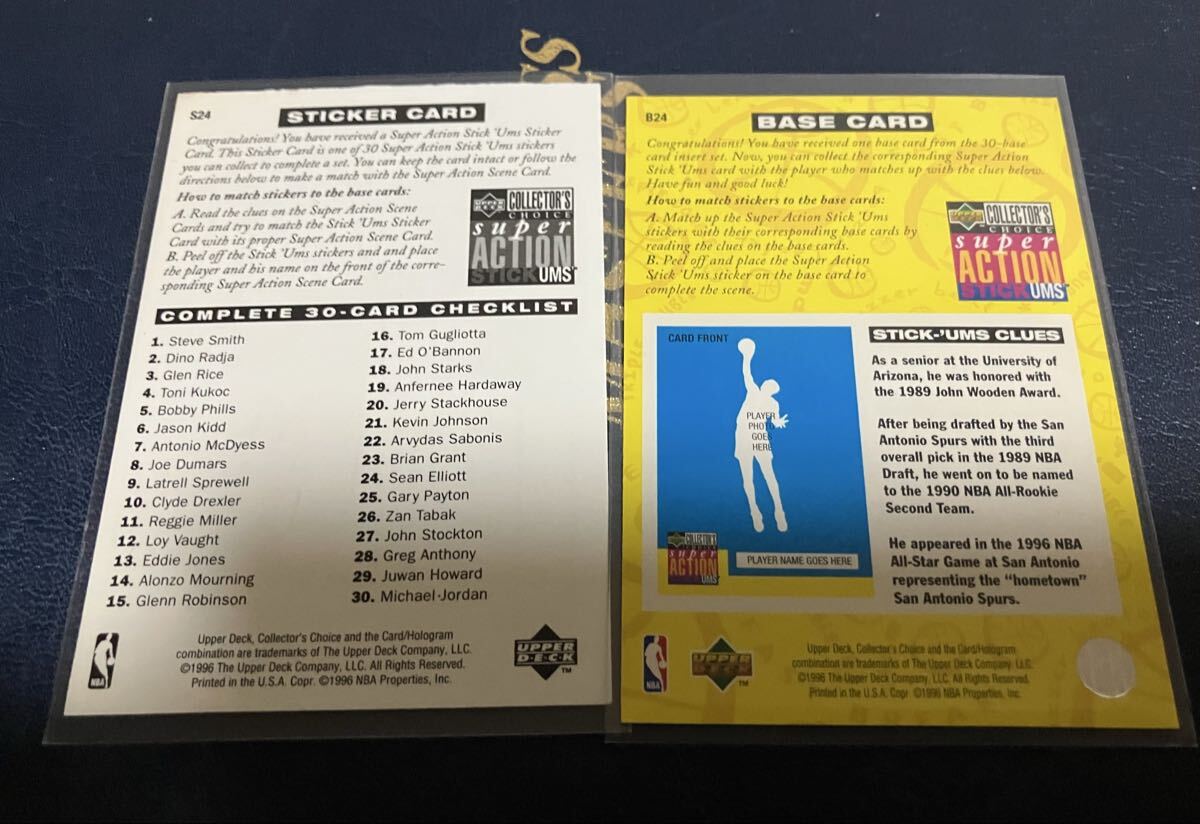 S24
STICKER CARD
Congratulations! You have received a Super Action Stick 'Ums Sticker
Card. This Sticker Card is one of 30 Super Action Stick 'Ums stickers
you can collect to complete a set. You can keep the card intact or follow the
directions below to make a match with the Super Action Scene Card.
How to match stickers to the base cards:
A. Read the clues on the Super Action Scene
Cards and try to match the Stick 'Ums Sticker
Card with its proper Super Action Scene Card.
B. Peel off the Stick 'Ums stickers and and place
the player and his name on the front of the corre-
sponding Super Action Scene Card.
UPPER DECK
COLLECTOR'S
CHOICE
super
ACTION
STICK UMS™
COMPLETE 30-CARD CHECKLIST
1. Steve Smith
2. Dino Radja
3. Glen Rice
4. Toni Kukoc
5. Bobby Phills
6. Jason Kidd
7. Antonio McDyess
8. Joe Dumars
9. Latrell Sprewell
10. Clyde Drexler
11. Reggie Miller
12. Loy Vaught
13. Eddie Jones
14. Alonzo Mourning
15. Glenn Robinson
16. Tom Gugliotta
17. Ed O'Bannon
18. John Starks
19. Anfernee Hardaway
20. Jerry Stackhouse
21. Kevin Johnson
22. Arvydas Sabonis
23. Brian Grant
24. Sean Elliott
25. Gary Payton
26. Zan Tabak
27. John Stockton
28. Greg Anthony
29. Juwan Howard
30. Michael Jordan
NBA
Upper Deck, Collector's Choice and the Card/Hologram
combination are trademarks of The Upper Deck Company, LLC.
©1996 The Upper Deck Company, LLC. All Rights Reserved.
Printed in the U.S.A. Copr. ©1996 NBA Properties, Inc.
UPPER
DECK
™
B24
BASE CARD
Congratulations! You have received one base card from the 30-base
card insert set. Now, you can collect the corresponding Super Action
Stick 'Ums card with the player who matches up with the clues below.
Have fun and good luck!
How to match stickers to the base cards:
A. Match up the Super Action Stick 'Ums
stickers with their corresponding base cards by
reading the clues on the base cards.
B. Peel off and place the Super Action
Stick 'Ums sticker on the base card to
complete the scene.
UPPER DECK
COLLECTOR'S
CHOICE
super
ACTION
STICK UMS™
CARD FRONT
PLAYER
PHOTO
GOES
HERE
COLLECTOR'S
super
ACTION
UMS
PLAYER NAME GOES HERE
STICK-'UMS CLUES
As a senior at the University of
Arizona, he was honored with
the 1989 John Wooden Award.
After being drafted by the San
Antonio Spurs with the third
overall pick in the 1989 NBA
Draft, he went on to be named
to the 1990 NBA All-Rookie
Second Team.
He appeared in the 1996 NBA
All-Star Game at San Antonio
representing the "hometown"
San Antonio Spurs.
NBA
UPPER
DECK
™
Upper Deck, Collector's Choice and the Card/Hologram
combination are trademarks of The Upper Deck Company, LLC.
©1996 The Upper Deck Company, LLC. All Rights Reserved.
Printed in the U.S.A. Copr. ©1996 NBA Properties, Inc.